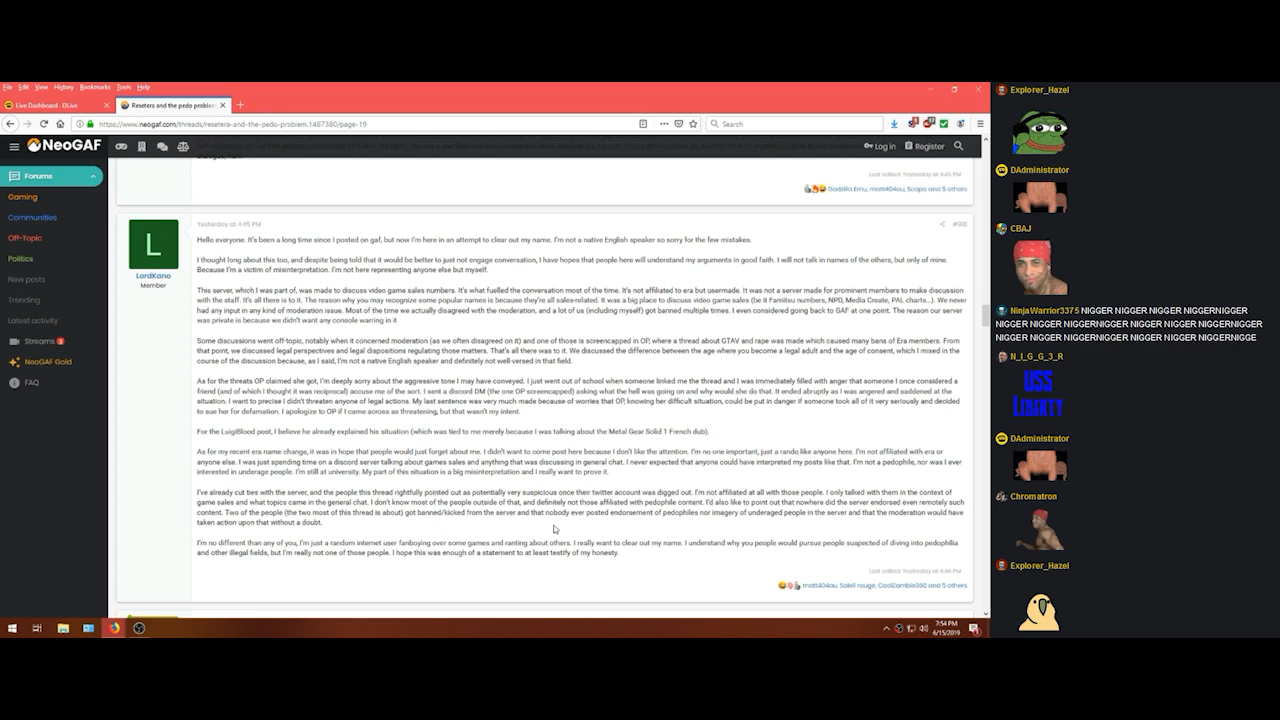 File Edit View History Bookmarks Tools Help
Live Dashboard - DLive
Resetera and the pedo problem
https://www.neogaf.com/threads/resetera-and-the-pedo-problem.1487380/page-19
Search
NeoGAF
Log in
Register
Forums
Gaming
Communities
Off-Topic
Politics
New posts
Trending
Latest activity
Streams 3
NeoGAF Gold
FAQ
Last edited: Yesterday at 4:45 PM
Godzilla Emu, matt404au, Scapo and 5 others
L
LordKano
Member
Yesterday at 4:45 PM
#988
Hello everyone. It's been a long time since I posted on gaf, but now I'm here in an attempt to clear out my name. I'm not a native English speaker so sorry for the few mistakes.
I thought long about this too, and despite being told that it would be better to just not engage conversation, I have hopes that people here will understand my arguments in good faith. I will not talk in names of the others, but only of mine.
Because I'm a victim of misinterpretation. I'm not here representing anyone else but myself.
This server, which I was part of, was made to discuss video game sales numbers. It's what fuelled the conversation most of the time. It's not affiliated to era but usermade. It was not a server made for prominent members to make discussion
with the staff. It's all there is to it. The reason why you may recognize some popular names is because they're all sales-related. It was a big place to discuss video game sales (be it Famitsu numbers, NPD, Media Create, PAL charts...). We never
had any input in any kind of moderation issue. Most of the time we actually disagreed with the moderation, and a lot of us (including myself) got banned multiple times. I even considered going back to GAF at one point. The reason our server
was private is because we didn't want any console warring in it
Some discussions went off-topic, notably when it concerned moderation (as we often disagreed on it) and one of those is screencapped in OP, where a thread about GTAV and rape was made which caused many bans of Era members. From
that point, we discussed legal perspectives and legal dispositions regulating those matters. That's all there was to it. We discussed the difference between the age where you become a legal adult and the age of consent, which I mixed in the
course of the discussion because, as I said, I'm not a native English speaker and definitely not well-versed in that field.
As for the threats OP claimed she got, I'm deeply sorry about the aggressive tone I may have conveyed. I just went out of school when someone linked me the thread and I was immediately filled with anger that someone I once considered a
friend (and of which I thought it was reciprocal) accuse me of the sort. I sent a discord DM (the one OP screencapped) asking what the hell was going on and why would she do that. It ended abruptly as I was angered and saddened at the
situation. I want to precise I didn't threaten anyone of legal actions. My last sentence was very much made because of worries that OP, knowing her difficult situation, could be put in danger if someone took all of it very seriously and decided
to sue her for defamation. I apologize to OP if I came across as threatening, but that wasn't my intent.
For the LuigiBlood post, I believe he already explained his situation (which was tied to me merely because I was talking about the Metal Gear Solid 1 French dub).
As for my recent era name change, it was in hope that people would just forget about me. I didn't want to come post here because I don't like the attention. I'm no one important, just a rando like anyone here. I'm not affiliated with era or
anyone else. I was just spending time on a discord server talking about games sales and anything that was discussing in general chat. I never expected that anyone could have interpreted my posts like that. I'm not a pedophile, nor was I ever
interested in underage people. I'm still at university. My part of this situation is a big misinterpretation and I really want to prove it.
I've already cut ties with the server, and the people this thread rightfully pointed out as potentially very suspicious once their twitter account was digged out. I'm not affiliated at all with those people. I only talked with them in the context of
game sales and what topics came in the general chat. I don't know most of the people outside of that, and definitely not those affiliated with pedophile content. I'd also like to point out that nowhere did the server endorsed even remotely such
content. Two of the people (the two most of this thread is about) got banned/kicked from the server and that nobody ever posted endorsement of pedophiles nor imagery of underaged people in the server and that the moderation would have
taken action upon that without a doubt.
I'm no different than any of you, I'm just a random internet user fanboying over some games and ranting about others. I really want to clear out my name. I understand why you people would pursue people suspected of diving into pedophilia
and other illegal fields, but I'm really not one of those people. I hope this was enough of a statement to at least testify of my honesty.
Last edited: Yesterday at 4:46 PM
matt404au, Soleil rouge, CoolZombie360 and 5 others
7:54 PM
6/15/2019
Explorer_Hazel
DAdministrator
CBAJ
NinjaWarrior3375 NIGGER NIGGER NIGGERNIGGER
NIGGER NIGGER NIGGERNIGGER NIGGER NIGGERNIGGER
NIGGER NIGGER NIGGERNIGGER NIGGER NIGGERNIGGE
N_I_G_G_3_R
USS
LIBERTY
DAdministrator
Chromatron
Explorer_Hazel